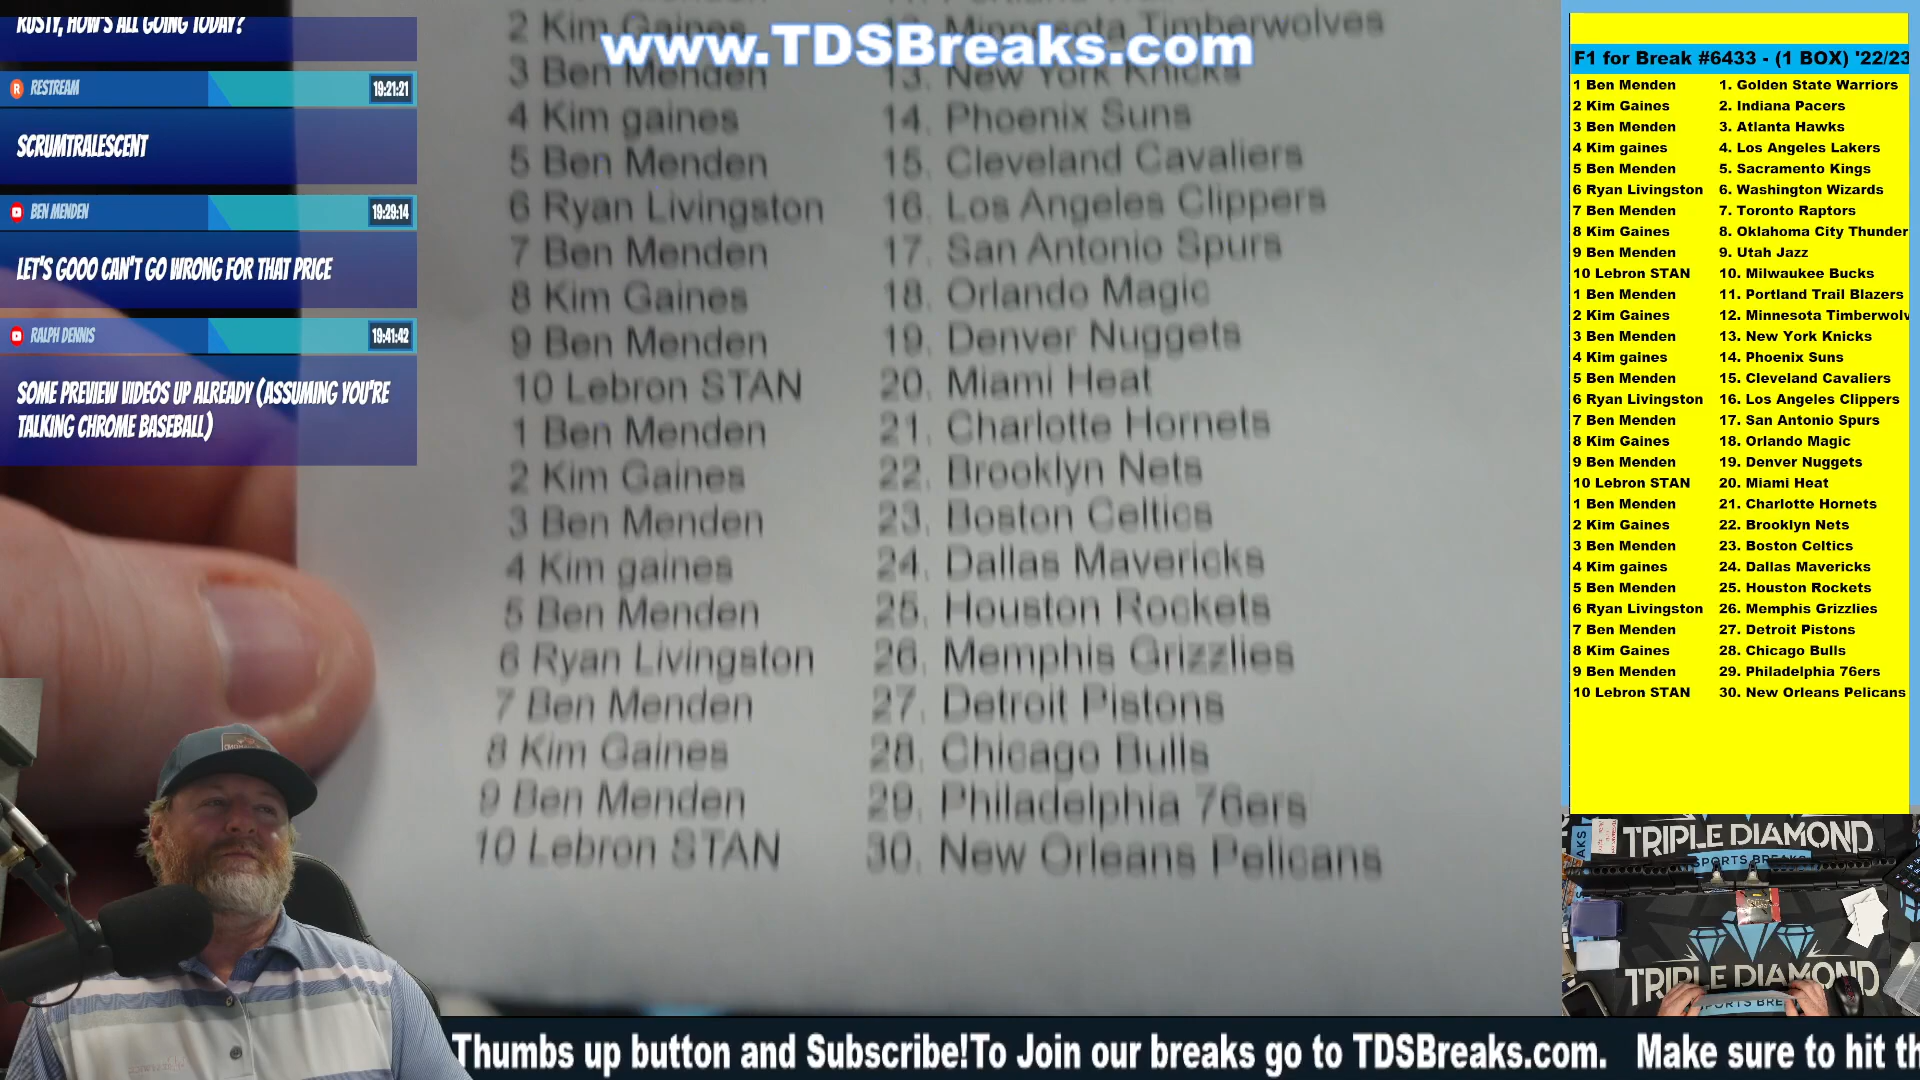 RUSTY, HOW'S ALL GOING TODAY?
RESTREAM 19:21:21
SCRUMTRALESCENT
BEN MENDEN 19:29:14
LET'S GOOO CAN'T GO WRONG FOR THAT PRICE
RALPH DENNIS 19:41:42
SOME PREVIEW VIDEOS UP ALREADY (ASSUMING YOU'RE
TALKING CHROME BASEBALL)
www.TDSBreaks.com
2 Kim Gaines 12. Minnesota Timberwolves
3 Ben Menden 13. New York Knicks
4 Kim gaines 14. Phoenix Suns
5 Ben Menden 15. Cleveland Cavaliers
6 Ryan Livingston 16. Los Angeles Clippers
7 Ben Menden 17. San Antonio Spurs
8 Kim Gaines 18. Orlando Magic
9 Ben Menden 19. Denver Nuggets
10 Lebron STAN 20. Miami Heat
1 Ben Menden 21. Charlotte Hornets
2 Kim Gaines 22. Brooklyn Nets
3 Ben Menden 23. Boston Celtics
4 Kim gaines 24. Dallas Mavericks
5 Ben Menden 25. Houston Rockets
6 Ryan Livingston 26. Memphis Grizzlies
7 Ben Menden 27. Detroit Pistons
8 Kim Gaines 28. Chicago Bulls
9 Ben Menden 29. Philadelphia 76ers
10 Lebron STAN 30. New Orleans Pelicans
F1 for Break #6433 - (1 BOX) '22/23
1 Ben Menden 1. Golden State Warriors
2 Kim Gaines 2. Indiana Pacers
3 Ben Menden 3. Atlanta Hawks
4 Kim gaines 4. Los Angeles Lakers
5 Ben Menden 5. Sacramento Kings
6 Ryan Livingston 6. Washington Wizards
7 Ben Menden 7. Toronto Raptors
8 Kim Gaines 8. Oklahoma City Thunder
9 Ben Menden 9. Utah Jazz
10 Lebron STAN 10. Milwaukee Bucks
1 Ben Menden 11. Portland Trail Blazers
2 Kim Gaines 12. Minnesota Timberwolv
3 Ben Menden 13. New York Knicks
4 Kim gaines 14. Phoenix Suns
5 Ben Menden 15. Cleveland Cavaliers
6 Ryan Livingston 16. Los Angeles Clippers
7 Ben Menden 17. San Antonio Spurs
8 Kim Gaines 18. Orlando Magic
9 Ben Menden 19. Denver Nuggets
10 Lebron STAN 20. Miami Heat
1 Ben Menden 21. Charlotte Hornets
2 Kim Gaines 22. Brooklyn Nets
3 Ben Menden 23. Boston Celtics
4 Kim gaines 24. Dallas Mavericks
5 Ben Menden 25. Houston Rockets
6 Ryan Livingston 26. Memphis Grizzlies
7 Ben Menden 27. Detroit Pistons
8 Kim Gaines 28. Chicago Bulls
9 Ben Menden 29. Philadelphia 76ers
10 Lebron STAN 30. New Orleans Pelicans
TRIPLE DIAMOND
SPORTS BREAKS
TRIPLE DIAMOND
SPORTS BREA
Thumbs up button and Subscribe!To Join our breaks go to TDSBreaks.com. Make sure to hit th